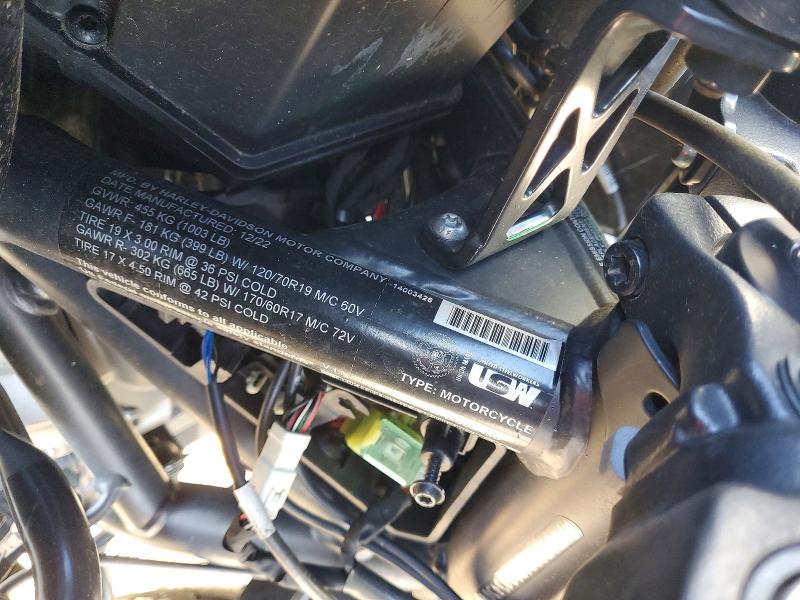 MFG. BY HARLEY-DAVIDSON MOTOR COMPANY
DATE MANUFACTURED: 12/22
GVWR: 455 KG (1003 LB)
GAWR F- 181 KG (399 LB) W/ 120/70R19 M/C 60V
TIRE 19 X 3.00 RIM @ 36 PSI COLD
GAWR R- 302 KG (665 LB) W/ 170/60R17 M/C 72V
TIRE 17 X 4.50 RIM @ 42 PSI COLD
This vehicle conforms to all applicable
14003426
TYPE: MOTORCYCLE